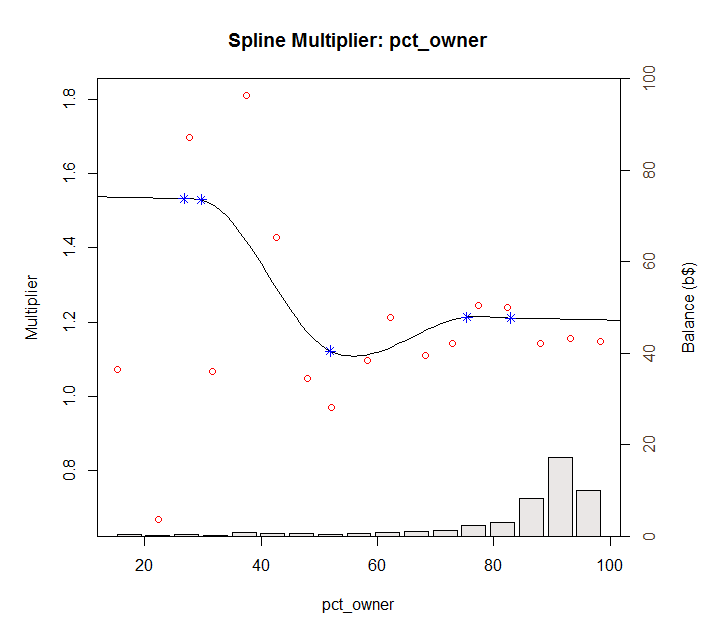 Spline Multiplier: pct_owner
Multiplier
0.8 1.0 1.2 1.4 1.6 1.8
0 20 40 60 80 100
Balance (b$)
20 40 60 80 100
pct_owner